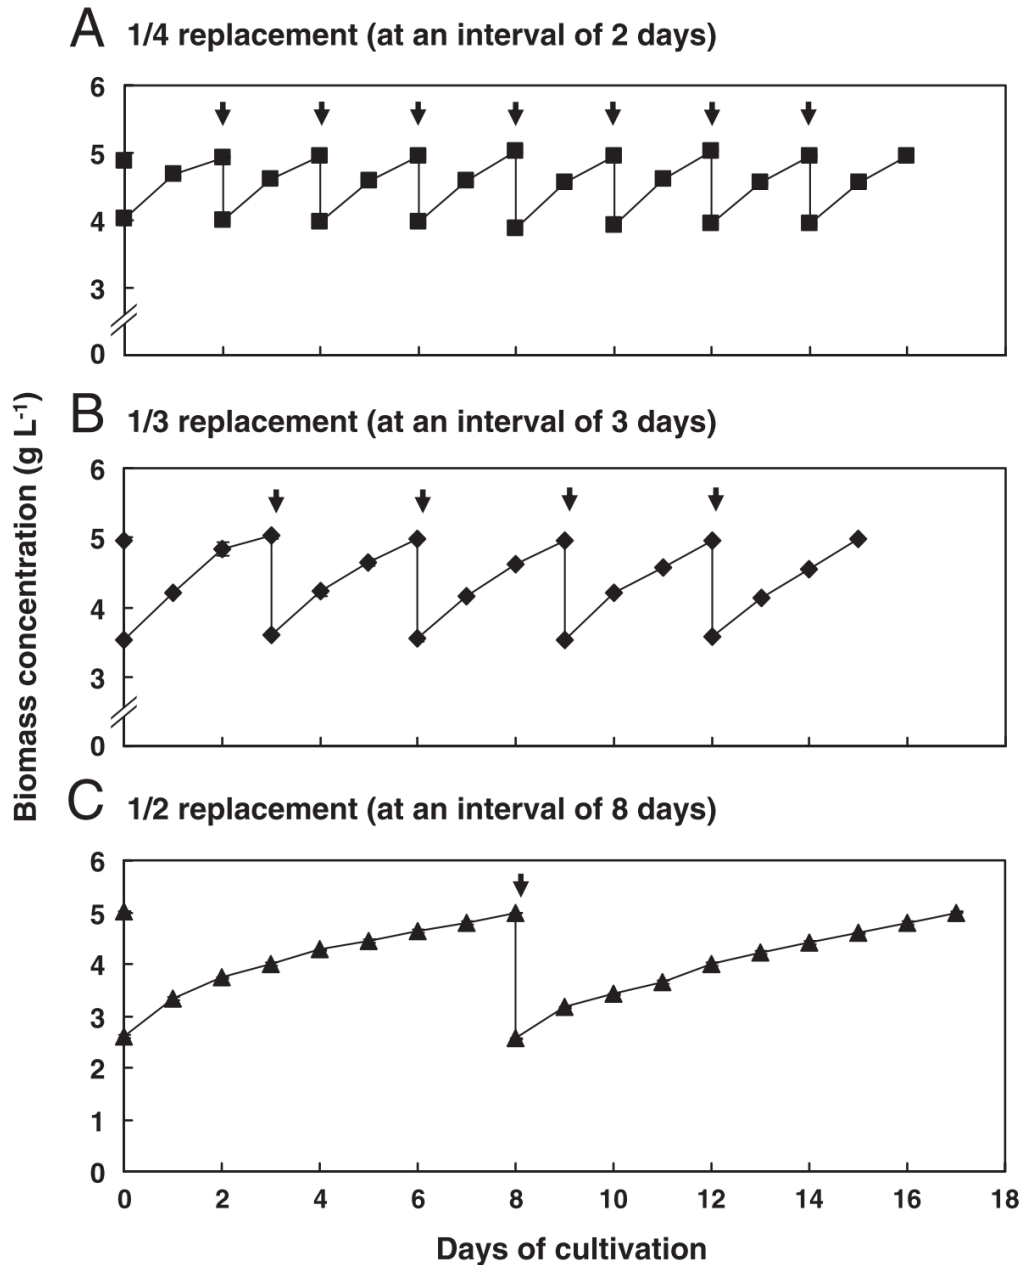 A 1/4 replacement (at an interval of 2 days)
6
5
4
3
0
B 1/3 replacement (at an interval of 3 days)
6
5
4
3
0
Biomass concentration (g L-1)
C 1/2 replacement (at an interval of 8 days)
6
5
4
3
2
1
0
0 2 4 6 8 10 12 14 16 18
Days of cultivation